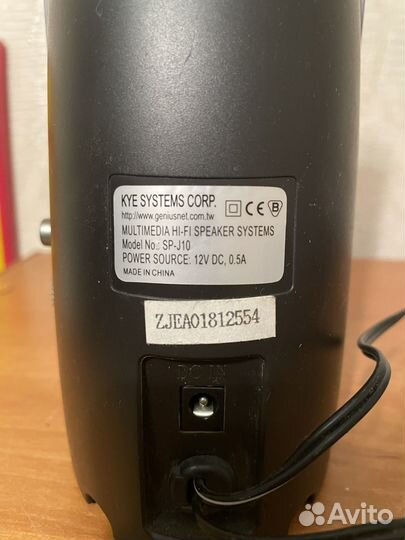 KYE SYSTEMS CORP.
http://www.geniusnet.com.tw
CE B
MULTIMEDIA HI-FI SPEAKER SYSTEMS
Model No.: SP-J10
POWER SOURCE: 12V DC, 0.5A
MADE IN CHINA
ZJEA01812554
DC IN
Avito